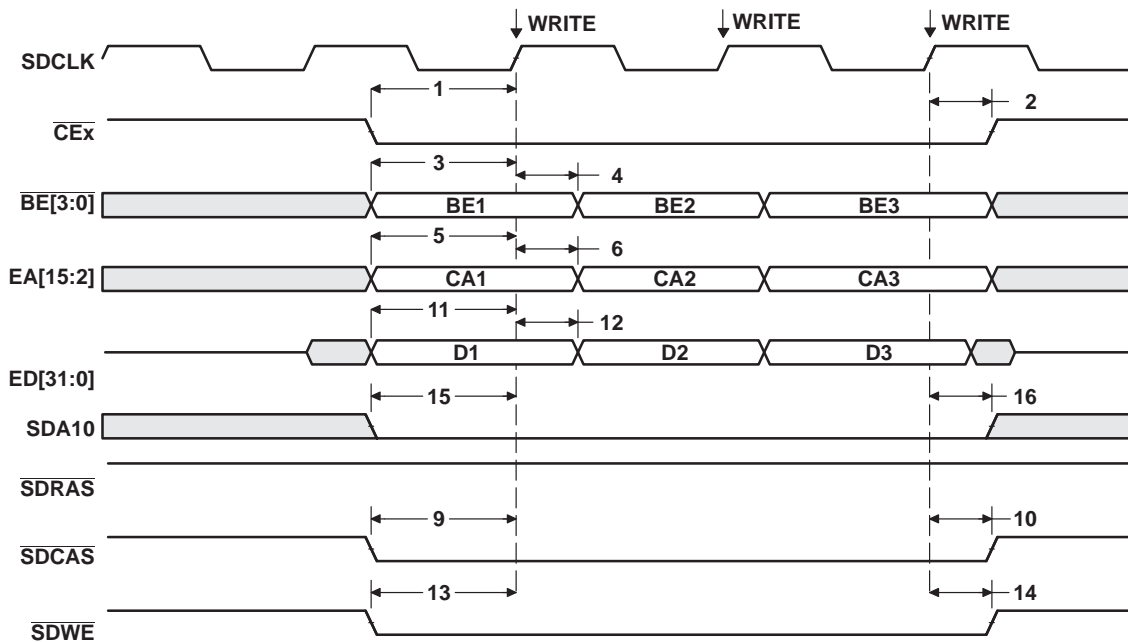 WRITE WRITE WRITE
SDCLK
1 2
CEx
3 4
BE[3:0] BE1 BE2 BE3
5 6
EA[15:2] CA1 CA2 CA3
11 12
D1 D2 D3
ED[31:0]
15 16
SDA10
SDRAS
9 10
SDCAS
13 14
SDWE